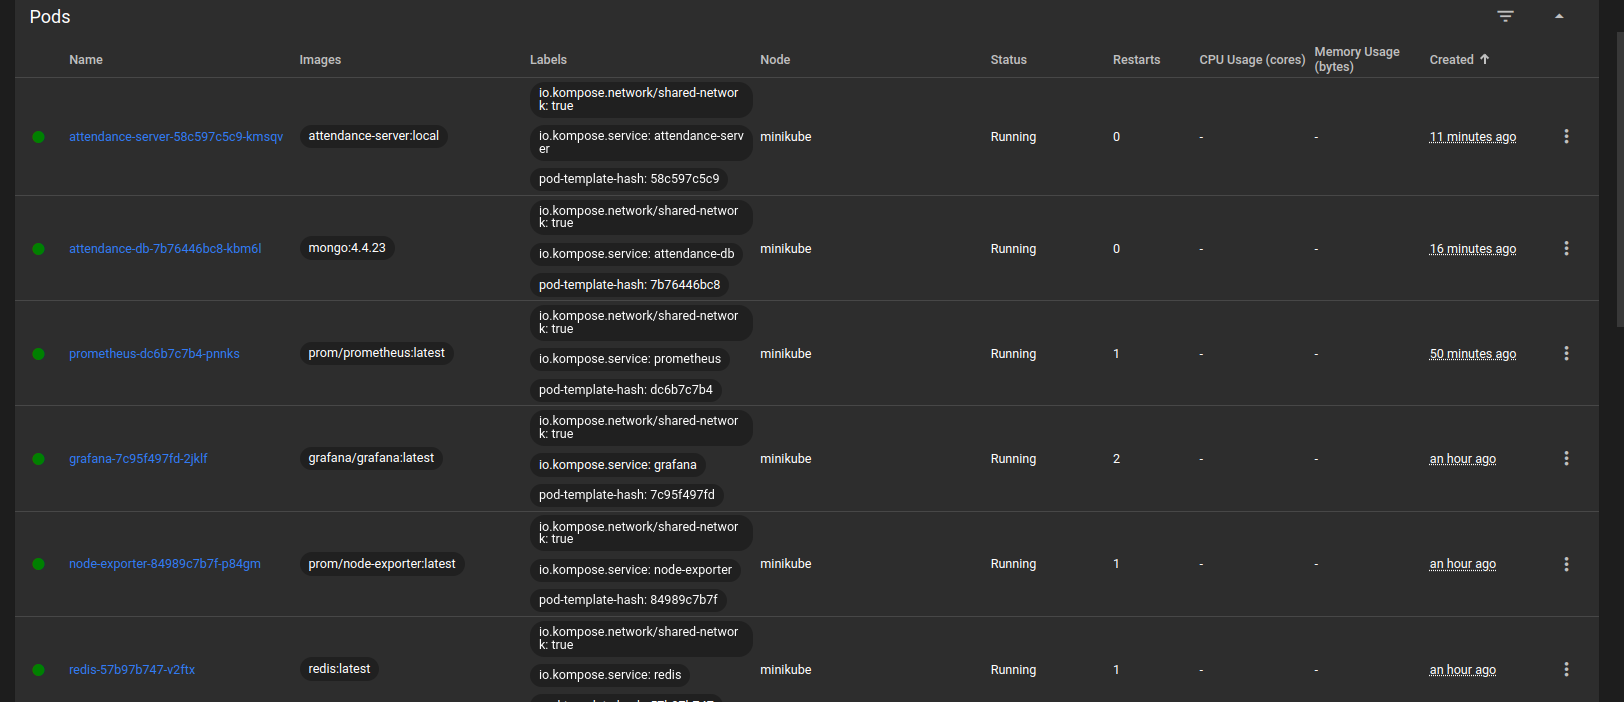 Pods
Name Images Labels Node Status Restarts CPU Usage (cores) Memory Usage (bytes) Created
attendance-server-58c597c5c9-kmsqv attendance-server:local
io.kompose.network/shared-networ
k: true
io.kompose.service: attendance-serv
er
pod-template-hash: 58c597c5c9
minikube Running 0 - - 11 minutes ago
attendance-db-7b76446bc8-kbm6l mongo:4.4.23
io.kompose.network/shared-networ
k: true
io.kompose.service: attendance-db
pod-template-hash: 7b76446bc8
minikube Running 0 - - 16 minutes ago
prometheus-dc6b7c7b4-pnnks prom/prometheus:latest
io.kompose.network/shared-networ
k: true
io.kompose.service: prometheus
pod-template-hash: dc6b7c7b4
minikube Running 1 - - 50 minutes ago
grafana-7c95f497fd-2jklf grafana/grafana:latest
io.kompose.network/shared-networ
k: true
io.kompose.service: grafana
pod-template-hash: 7c95f497fd
minikube Running 2 - - an hour ago
node-exporter-84989c7b7f-p84gm prom/node-exporter:latest
io.kompose.network/shared-networ
k: true
io.kompose.service: node-exporter
pod-template-hash: 84989c7b7f
minikube Running 1 - - an hour ago
redis-57b97b747-v2ftx redis:latest
io.kompose.network/shared-networ
k: true
io.kompose.service: redis
minikube Running 1 - - an hour ago